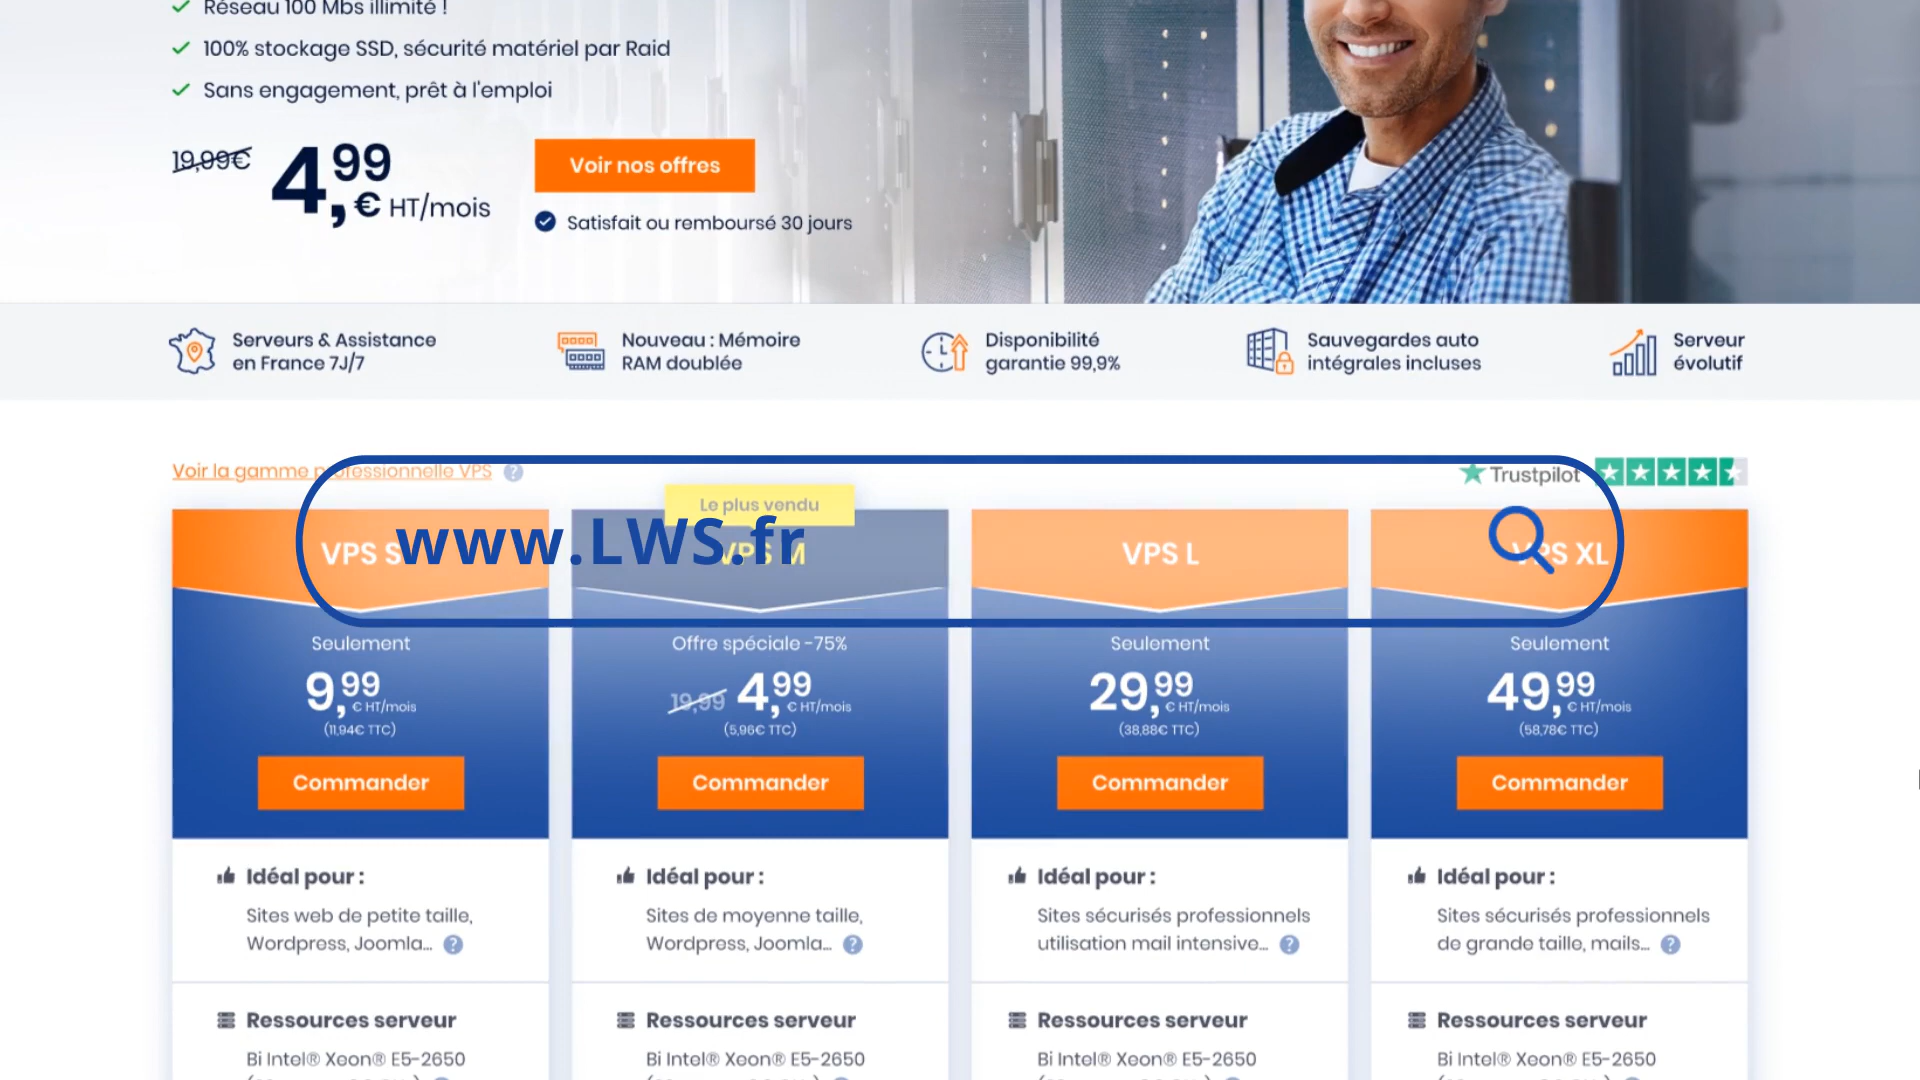 Réseau 100 Mbs illimité !
100% stockage SSD, sécurité matériel par Raid
Sans engagement, prêt à l'emploi
19,99€
4,99 € HT/mois
Voir nos offres
Satisfait ou remboursé 30 jours
Serveurs & Assistance
en France 7J/7
Nouveau : Mémoire
RAM doublée
Disponibilité
garantie 99,9%
Sauvegardes auto
intégrales incluses
Serveur
évolutif
Voir la gamme professionnelle VPS ?
Trustpilot
www.LWS.fr
VPS S
Seulement
9,99 € HT/mois
(11,94€ TTC)
Commander
Idéal pour :
Sites web de petite taille,
Wordpress, Joomla... ?
Ressources serveur
Bi Intel® Xeon® E5-2650
Le plus vendu
VPS M
Offre spéciale -75%
19,99 4,99 € HT/mois
(5,96€ TTC)
Commander
Idéal pour :
Sites de moyenne taille,
Wordpress, Joomla... ?
Ressources serveur
Bi Intel® Xeon® E5-2650
VPS L
Seulement
29,99 € HT/mois
(38,88€ TTC)
Commander
Idéal pour :
Sites sécurisés professionnels
utilisation mail intensive... ?
Ressources serveur
Bi Intel® Xeon® E5-2650
VPS XL
Seulement
49,99 € HT/mois
(58,78€ TTC)
Commander
Idéal pour :
Sites sécurisés professionnels
de grande taille, mails... ?
Ressources serveur
Bi Intel® Xeon® E5-2650